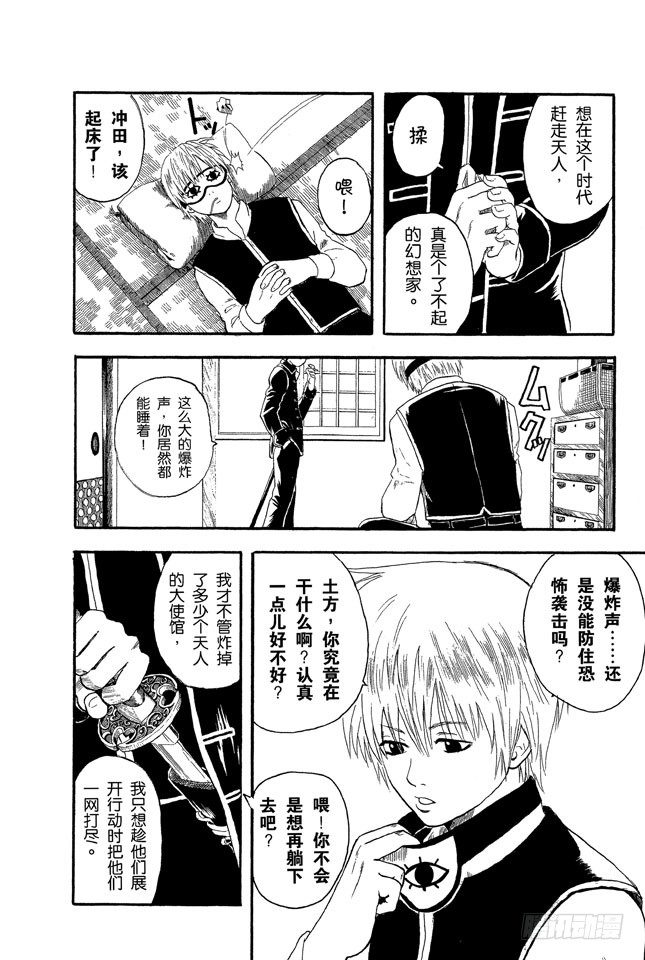 想在这个时代
赶走天人，
揉
真是个了不起
的幻想家。
ドッ
喂！
冲田，该
起床了！
ムクッ
这么大的爆炸
声，你居然都
能睡着！
爆炸声……还
是没能防住恐
怖袭击吗？
土方，你究竟在
干什么啊？认真
一点儿好不好？
喂！你不会
是想再躺下
去吧？
我才不管炸掉
了多少个天人
的大使馆，
我只想趁他们展
开行动时把他们
一网打尽。
腾讯动漫